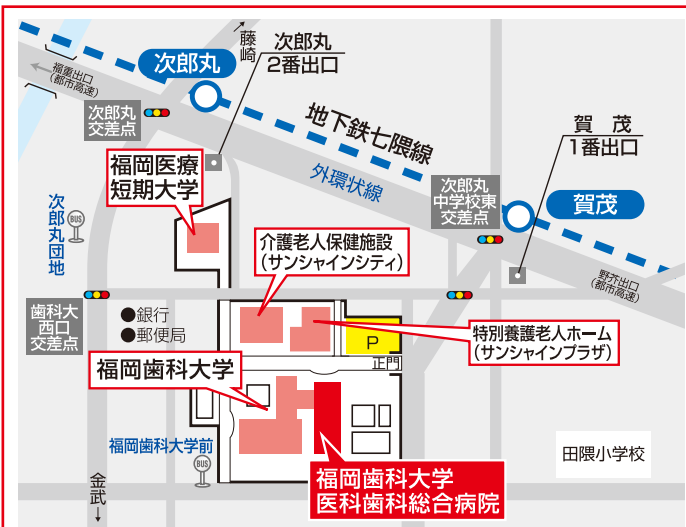 藤崎
次郎丸
2番出口
次郎丸
福重出口
(都市高速)
次郎丸
交差点
地下鉄七隈線
賀 茂
1番出口
福岡医療
短期大学
外環状線
次郎丸
中学校東
交差点
賀茂
次郎丸団地
BUS
介護老人保健施設
(サンシャインシティ)
野芥出口
(都市高速)
歯科大
西口
交差点
●銀行
●郵便局
P
特別養護老人ホーム
(サンシャインプラザ)
正門
福岡歯科大学
福岡歯科大学前
BUS
田隈小学校
福岡歯科大学
医科歯科総合病院
金武